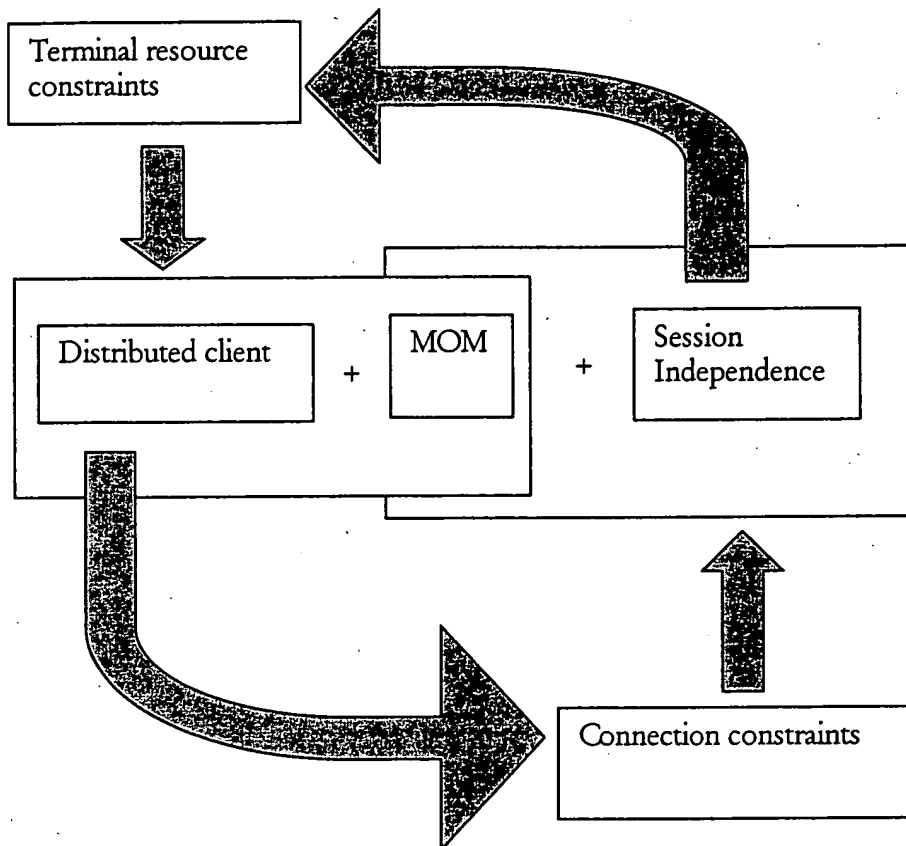 Terminal resource
constraints
Distributed client
+
MOM
+
Session
Independence
Connection constraints